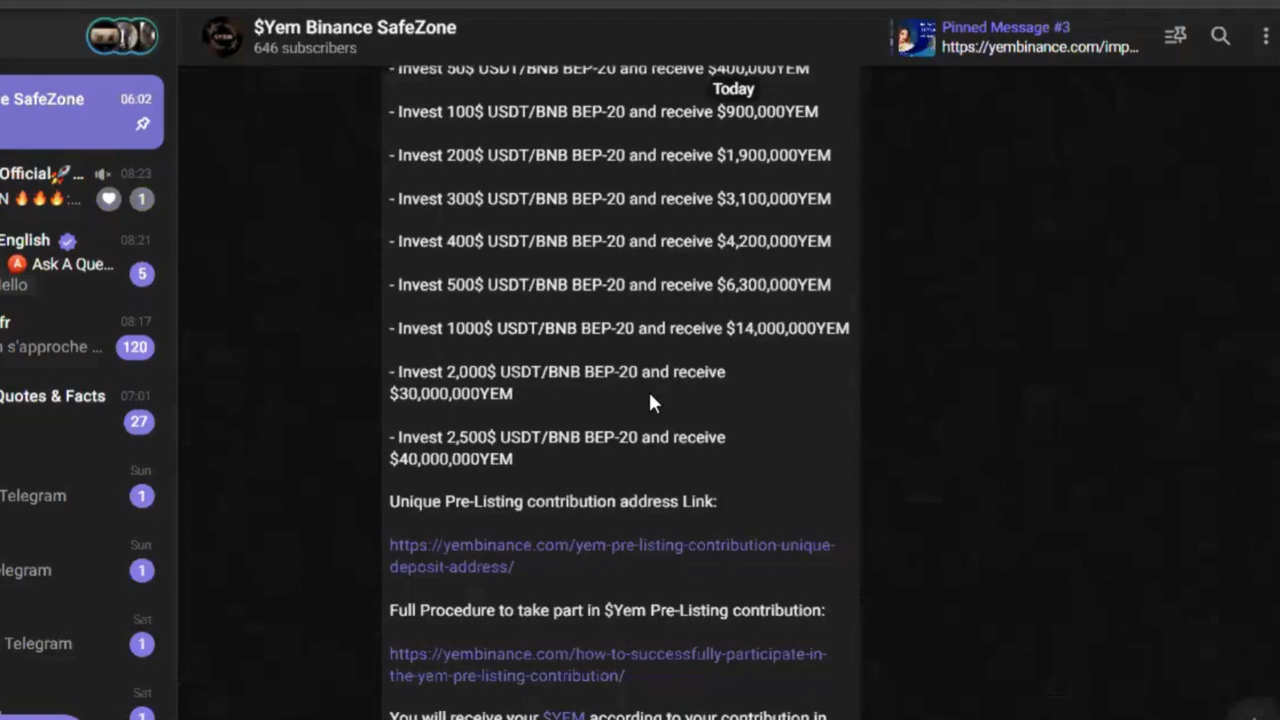 $Yem Binance SafeZone
646 subscribers
Pinned Message #3
https://yembinance.com/imp...
e SafeZone 06:02
Official🚀... 08:23
N 🔥🔥🔥:... 1
English 08:21
A Ask A Que... 5
ello
fr 08:17
n s'approche ... 120
Quotes & Facts 07:01
27
Sun
Telegram 1
Sun
elegram 1
Sat
Telegram 1
Sat
1
- Invest 50$ USDT/BNB BEP-20 and receive $400,000YEM
Today
- Invest 100$ USDT/BNB BEP-20 and receive $900,000YEM
- Invest 200$ USDT/BNB BEP-20 and receive $1,900,000YEM
- Invest 300$ USDT/BNB BEP-20 and receive $3,100,000YEM
- Invest 400$ USDT/BNB BEP-20 and receive $4,200,000YEM
- Invest 500$ USDT/BNB BEP-20 and receive $6,300,000YEM
- Invest 1000$ USDT/BNB BEP-20 and receive $14,000,000YEM
- Invest 2,000$ USDT/BNB BEP-20 and receive
$30,000,000YEM
- Invest 2,500$ USDT/BNB BEP-20 and receive
$40,000,000YEM
Unique Pre-Listing contribution address Link:
https://yembinance.com/yem-pre-listing-contribution-unique-
deposit-address/
Full Procedure to take part in $Yem Pre-Listing contribution:
https://yembinance.com/how-to-successfully-participate-in-
the-yem-pre-listing-contribution/
You will receive your $YEM according to your contribution in